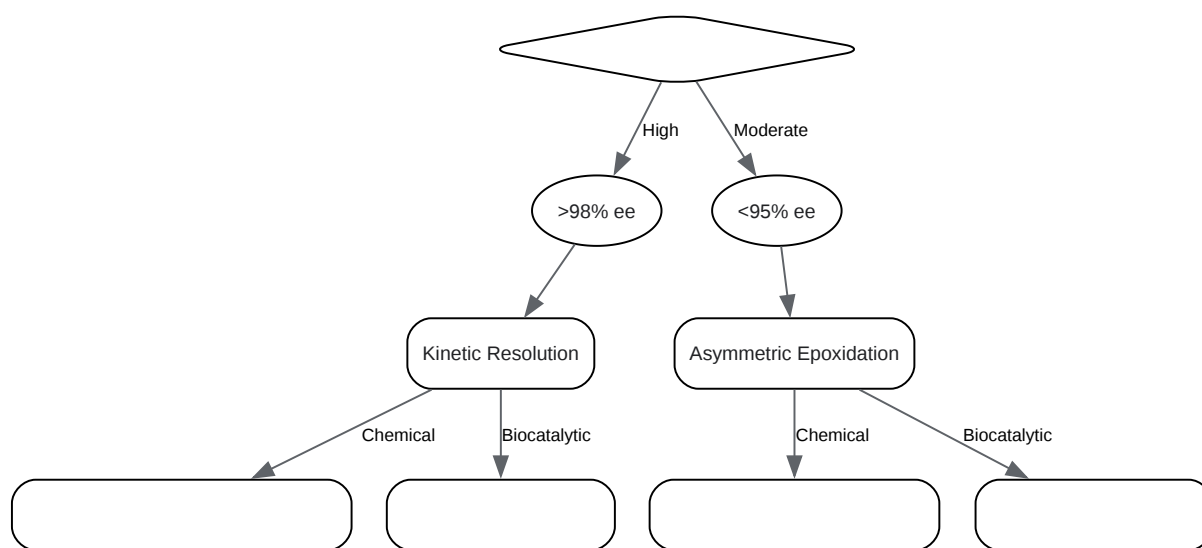 High
Moderate
>98% ee
<95% ee
Kinetic Resolution
Asymmetric Epoxidation
Chemical
Biocatalytic
Chemical
Biocatalytic